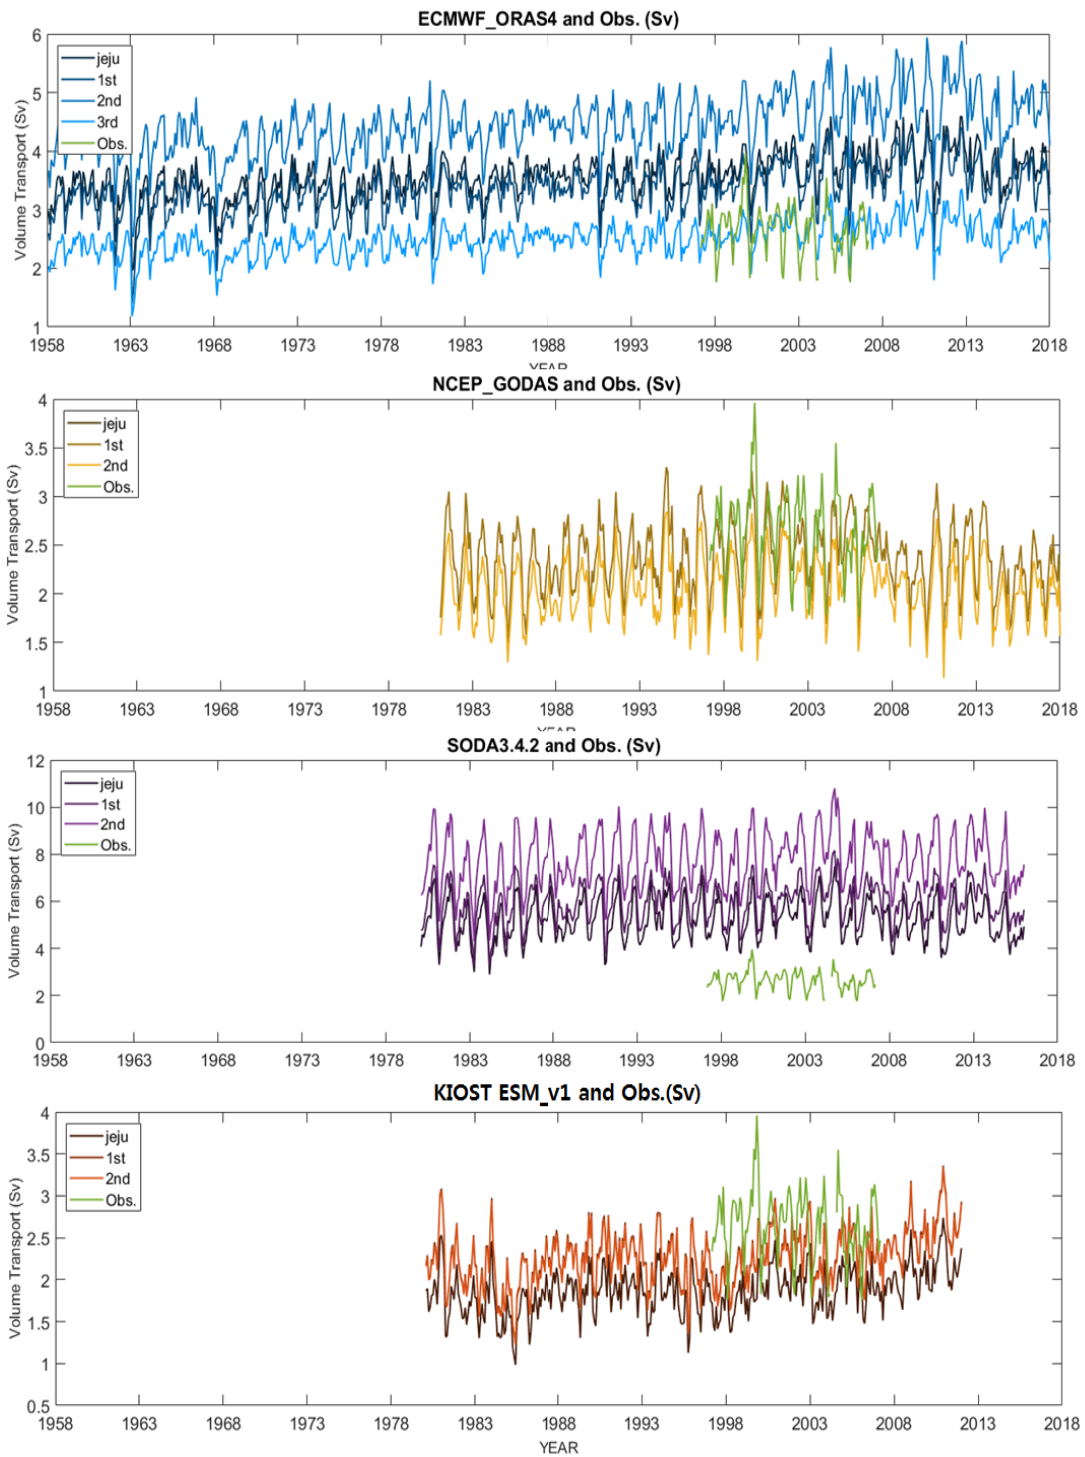 ECMWF_ORAS4 and Obs. (Sv)
6
5
4
3
2
1
Volume Transport (Sv)
jeju
1st
2nd
3rd
Obs.
1958 1963 1968 1973 1978 1983 1988 1993 1998 2003 2008 2013 2018
YEAR
NCEP_GODAS and Obs. (Sv)
4
3.5
3
2.5
2
1.5
1
Volume Transport (Sv)
jeju
1st
2nd
Obs.
1958 1963 1968 1973 1978 1983 1988 1993 1998 2003 2008 2013 2018
YEAR
SODA3.4.2 and Obs. (Sv)
12
10
8
6
4
2
0
Volume Transport (Sv)
jeju
1st
2nd
Obs.
1958 1963 1968 1973 1978 1983 1988 1993 1998 2003 2008 2013 2018
KIOST ESM_v1 and Obs.(Sv)
4
3.5
3
2.5
2
1.5
1
0.5
Volume Transport (Sv)
jeju
1st
2nd
Obs.
1958 1963 1968 1973 1978 1983 1988 1993 1998 2003 2008 2013 2018
YEAR